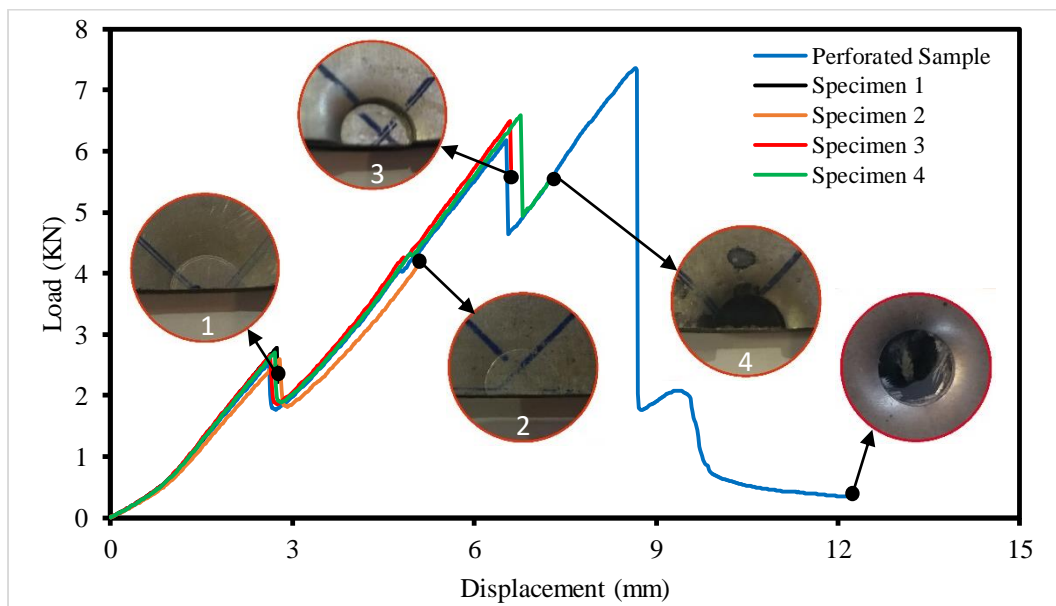 8
7
6
5
4
3
2
1
0
Load (KN)
Perforated Sample
Specimen 1
Specimen 2
Specimen 3
Specimen 4
3
1
2
4
0
3
6
9
12
15
Displacement (mm)